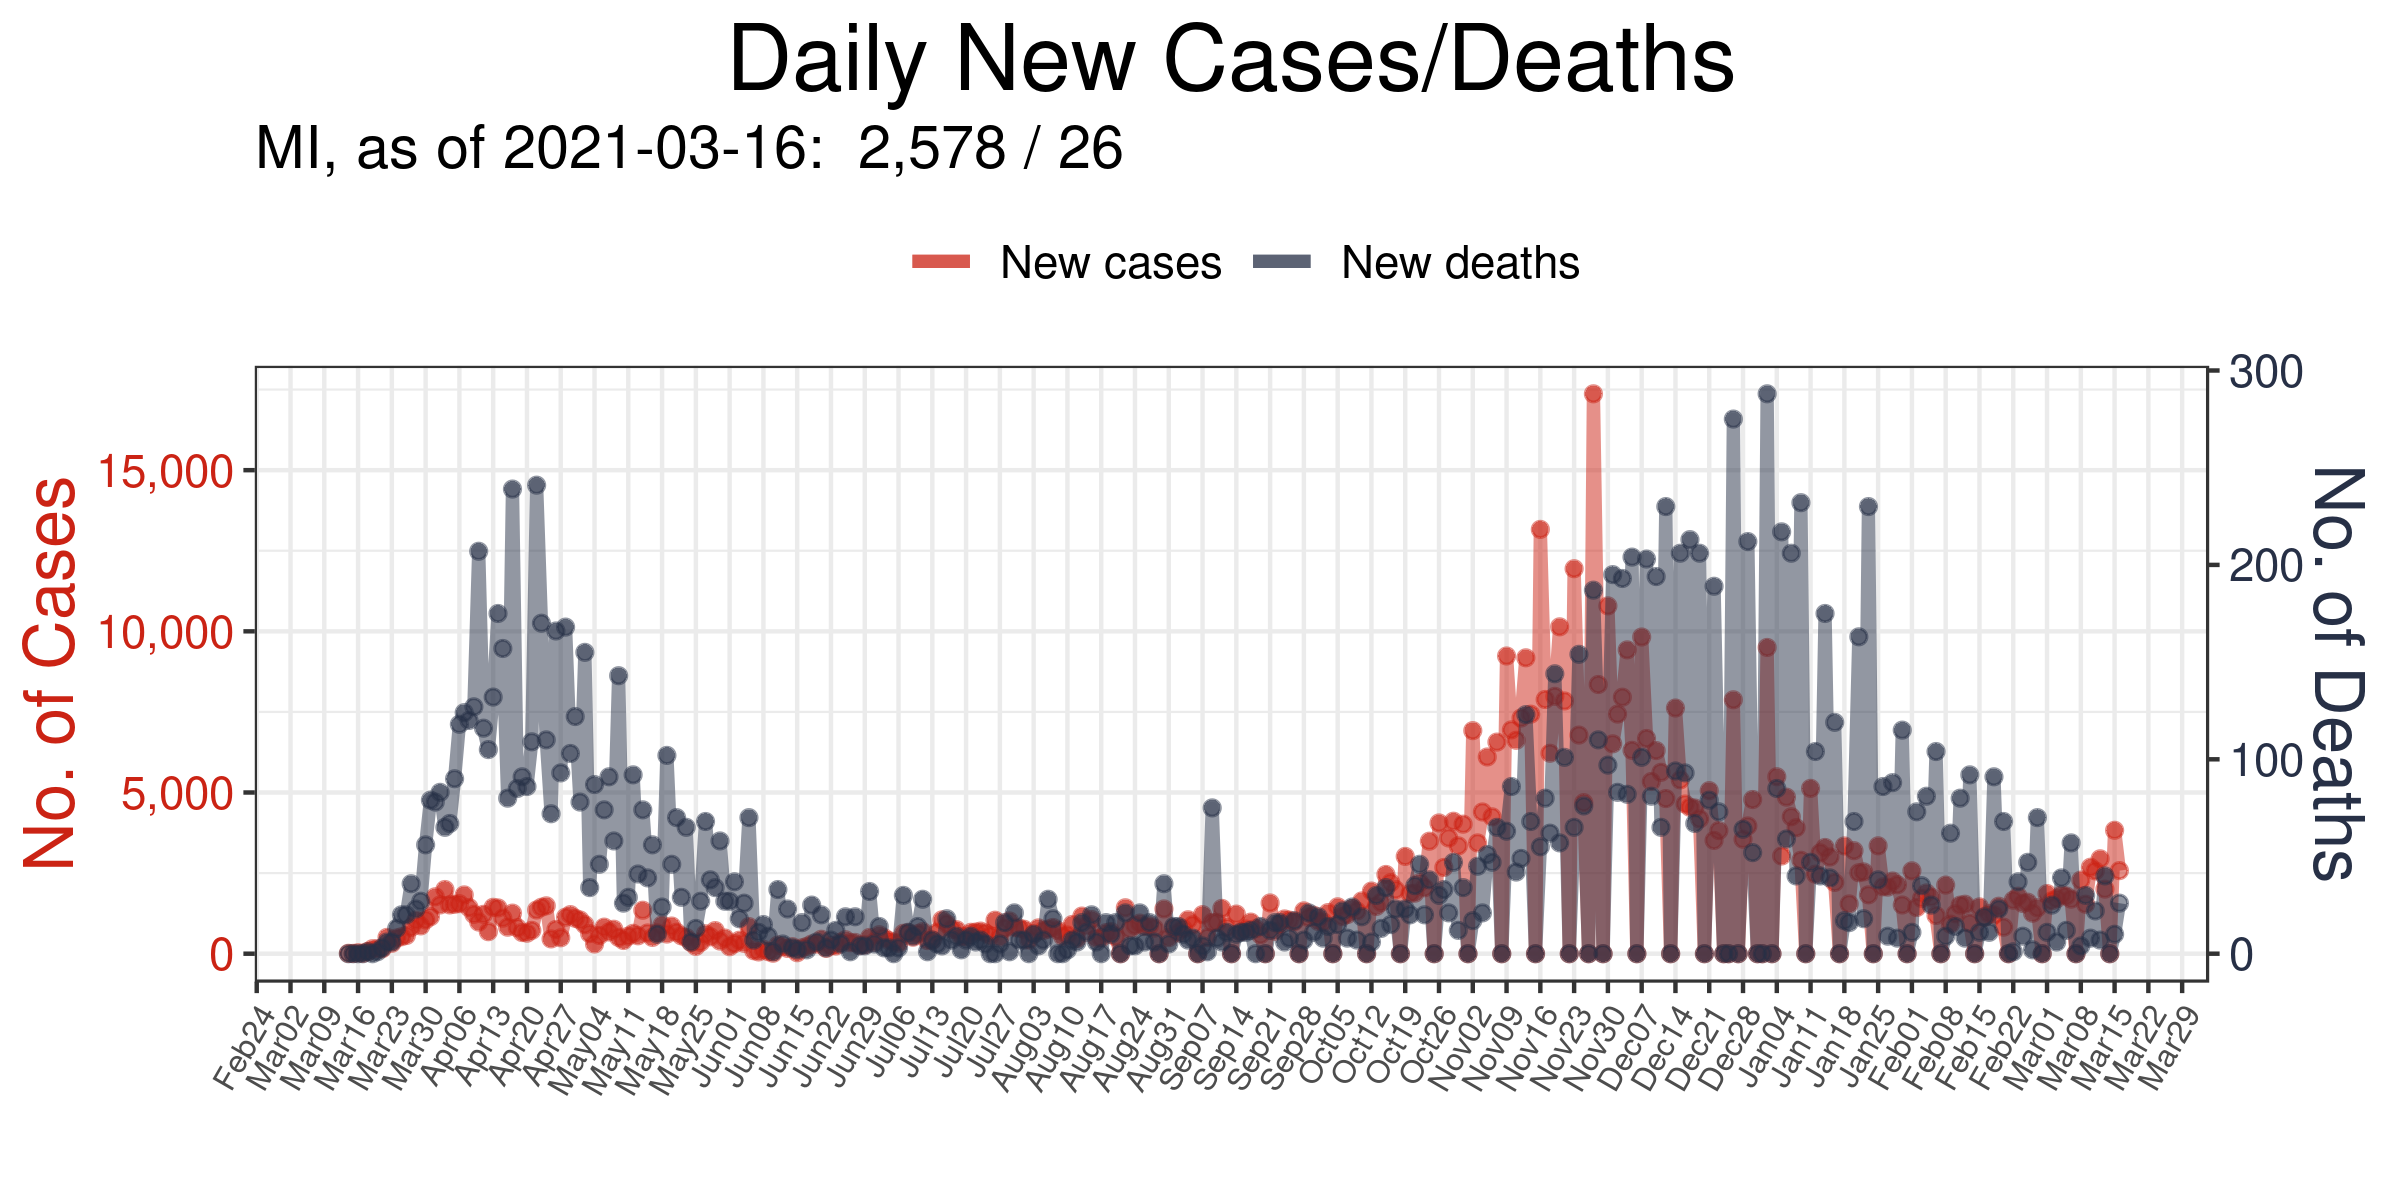 Daily New Cases/Deaths
MI, as of 2021-03-16:  2,578 / 26
New cases
New deaths
No. of Cases
15,000
10,000
5,000
0
300
200
100
0
No. of Deaths
Feb24
Mar02
Mar09
Mar16
Mar23
Mar30
Apr06
Apr13
Apr20
Apr27
May04
May11
May18
May25
Jun01
Jun08
Jun15
Jun22
Jun29
Jul06
Jul13
Jul20
Jul27
Aug03
Aug10
Aug17
Aug24
Aug31
Sep07
Sep14
Sep21
Sep28
Oct05
Oct12
Oct19
Oct26
Nov02
Nov09
Nov16
Nov23
Nov30
Dec07
Dec14
Dec21
Dec28
Jan04
Jan11
Jan18
Jan25
Feb01
Feb08
Feb15
Feb22
Mar01
Mar08
Mar15
Mar22
Mar29